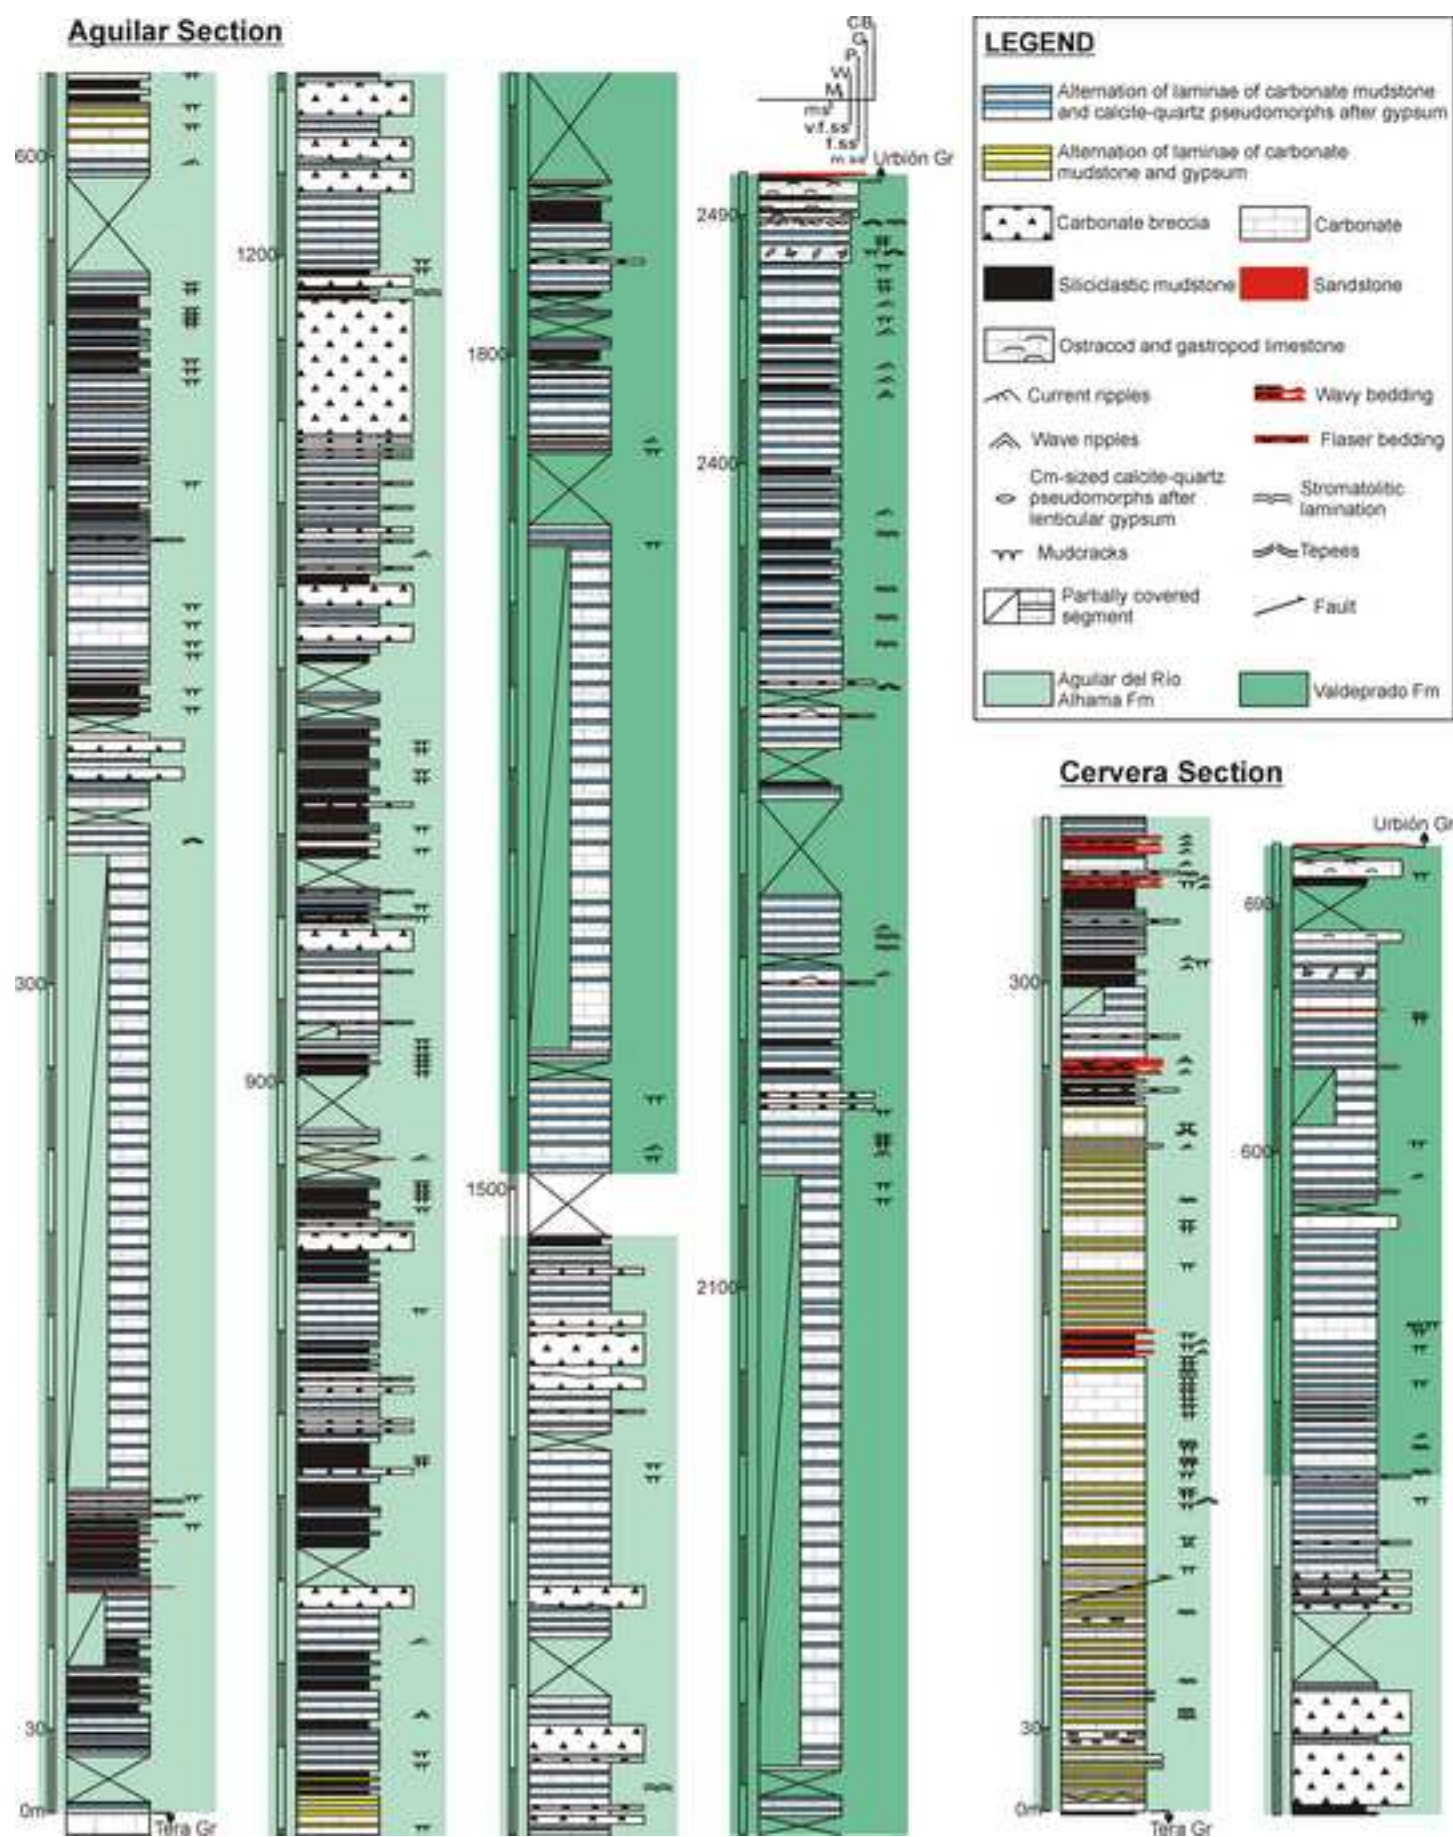 Aguilar Section
600
300
30
0m
Tera Gr
1200
900
1800
1500
C.B
G
P
W
M
ms
v.f.ss
f.ss
m.ss
Urbión Gr
2490
2400
2100
LEGEND
Alternation of laminae of carbonate mudstone
and calcite-quartz pseudomorphs after gypsum
Alternation of laminae of carbonate
mudstone and gypsum
Carbonate breccia
Carbonate
Siliciclastic mudstone
Sandstone
Ostracod and gastropod limestone
Current ripples
Wavy bedding
Wave ripples
Flaser bedding
Cm-sized calcite-quartz
pseudomorphs after
lenticular gypsum
Stromatolitic
lamination
Mudcracks
Tepees
Partially covered
segment
Fault
Aguilar del Río
Alhama Fm
Valdeprado Fm
Cervera Section
300
30
0m
Tera Gr
Urbión Gr
690
600